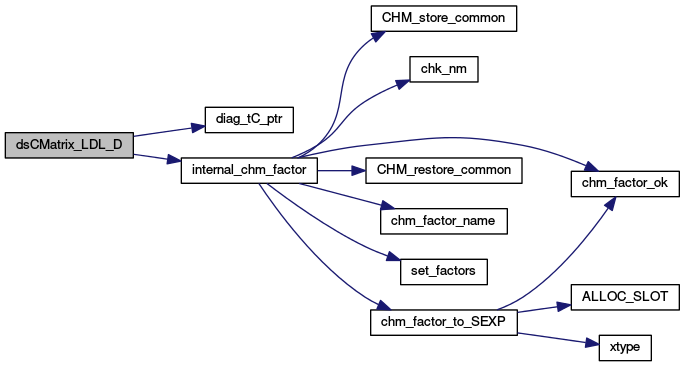 CHM_store_common
chk_nm
diag_tC_ptr
dsCMatrix_LDL_D
internal_chm_factor
CHM_restore_common
chm_factor_ok
chm_factor_name
set_factors
ALLOC_SLOT
chm_factor_to_SEXP
xtype